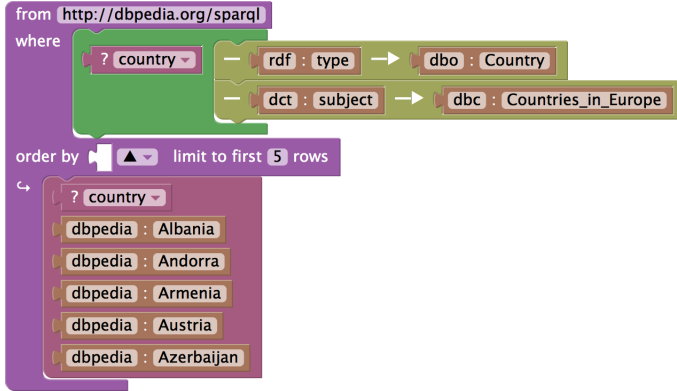 from http://dbpedia.org/sparql
where
? country rdf : type dbo : Country
dct : subject dbc : Countries_in_Europe
order by limit to first 5 rows
? country
dbpedia : Albania
dbpedia : Andorra
dbpedia : Armenia
dbpedia : Austria
dbpedia : Azerbaijan